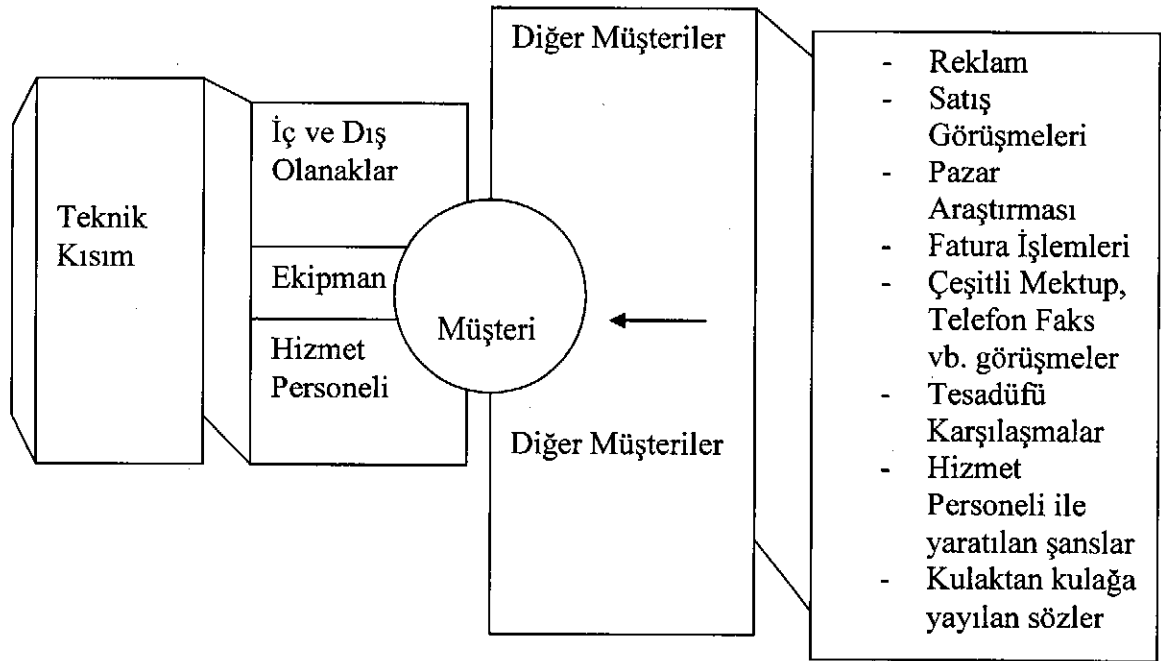 Teknik
Kısım
İç ve Dış
Olanaklar
Ekipman
Hizmet
Personeli
Müşteri
Diğer Müşteriler
Diğer Müşteriler
- Reklam
- Satış
Görüşmeleri
- Pazar
Araştırması
- Fatura İşlemleri
- Çeşitli Mektup,
Telefon Faks
vb. görüşmeler
- Tesadüfü
Karşılaşmalar
- Hizmet
Personeli ile
yaratılan şanslar
- Kulaktan kulağa
yayılan sözler